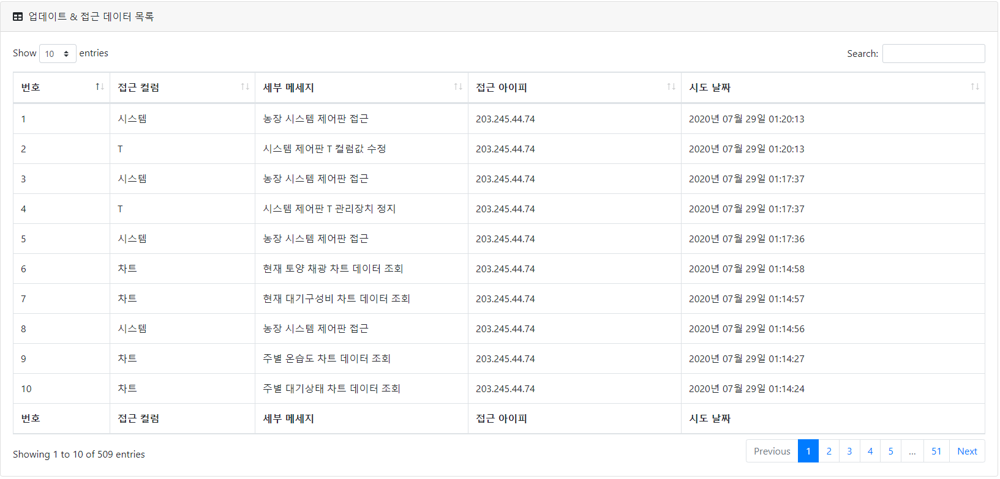 업데이트 & 접근 데이터 목록
Show 10 entries Search:
번호 접근 컬럼 세부 메세지 접근 아이피 시도 날짜
1 시스템 농장 시스템 제어판 접근 203.245.44.74 2020년 07월 29일 01:20:13
2 T 시스템 제어판 T 컬럼값 수정 203.245.44.74 2020년 07월 29일 01:20:13
3 시스템 농장 시스템 제어판 접근 203.245.44.74 2020년 07월 29일 01:17:37
4 T 시스템 제어판 T 관리장치 정지 203.245.44.74 2020년 07월 29일 01:17:37
5 시스템 농장 시스템 제어판 접근 203.245.44.74 2020년 07월 29일 01:17:36
6 차트 현재 토양 채광 차트 데이터 조회 203.245.44.74 2020년 07월 29일 01:14:58
7 차트 현재 대기구성비 차트 데이터 조회 203.245.44.74 2020년 07월 29일 01:14:57
8 시스템 농장 시스템 제어판 접근 203.245.44.74 2020년 07월 29일 01:14:56
9 차트 주별 온습도 차트 데이터 조회 203.245.44.74 2020년 07월 29일 01:14:27
10 차트 주별 대기상태 차트 데이터 조회 203.245.44.74 2020년 07월 29일 01:14:24
번호 접근 컬럼 세부 메세지 접근 아이피 시도 날짜
Showing 1 to 10 of 509 entries Previous 1 2 3 4 5 ... 51 Next